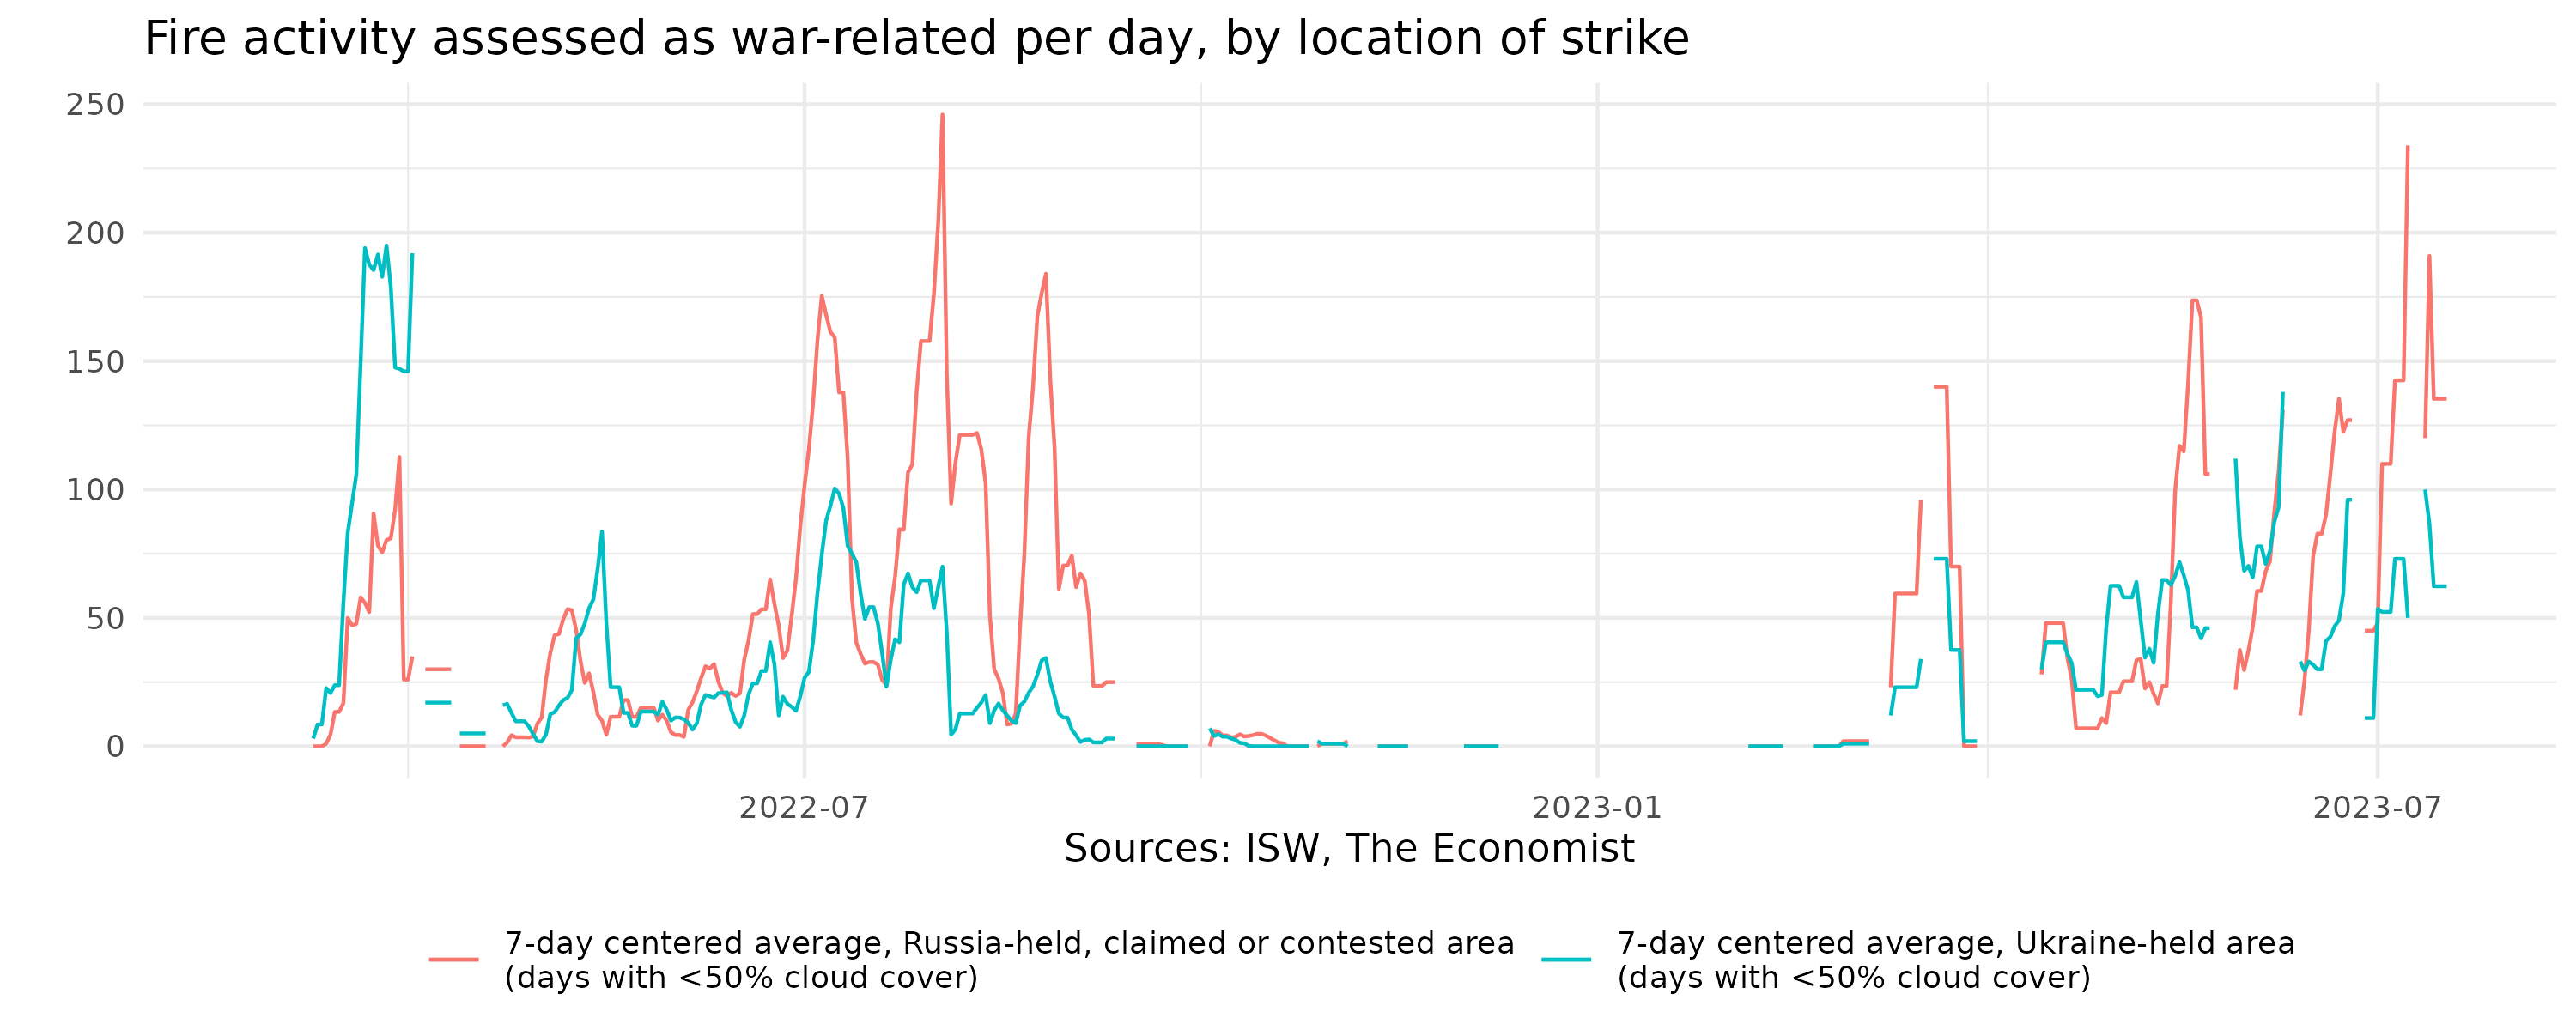 Fire activity assessed as war-related per day, by location of strike
250
200
150
100
50
0
2022-07
2023-01
2023-07
Sources: ISW, The Economist
7-day centered average, Russia-held, claimed or contested area
(days with <50% cloud cover)
7-day centered average, Ukraine-held area
(days with <50% cloud cover)